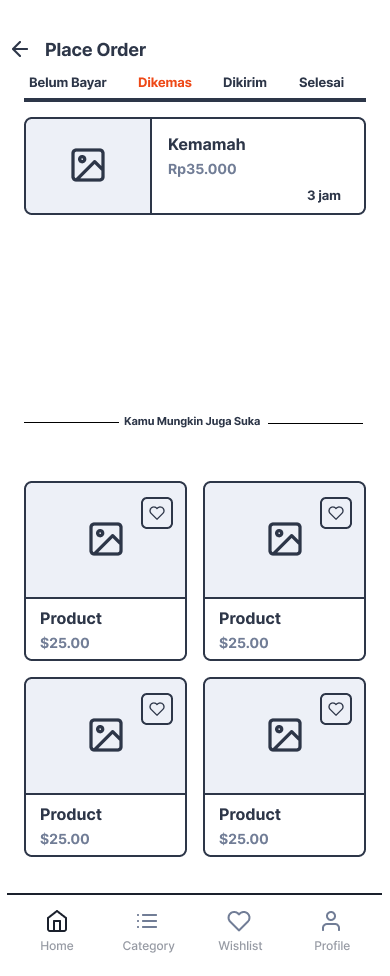 Place Order
Belum Bayar Dikemas Dikirim Selesai
Kemamah
Rp35.000
3 jam
Kamu Mungkin Juga Suka
Product Product
$25.00 $25.00
Product Product
$25.00 $25.00
Home Category Wishlist Profile